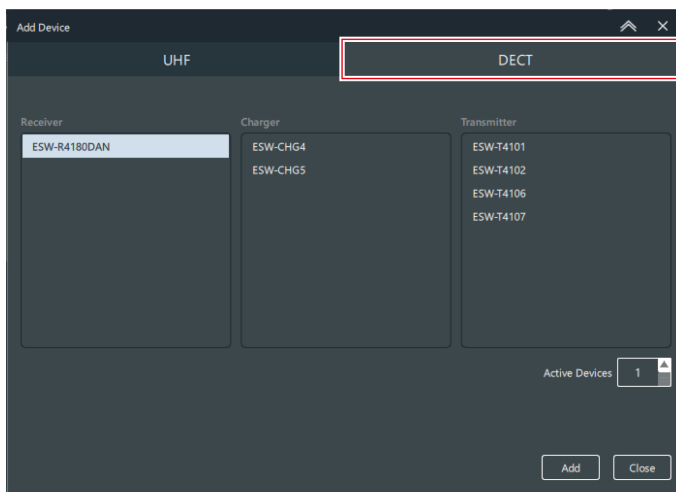 Add Device
UHF
DECT
Receiver
Charger
Transmitter
ESW-R4180DAN
ESW-CHG4
ESW-CHG5
ESW-T4101
ESW-T4102
ESW-T4106
ESW-T4107
Active Devices 1
Add
Close